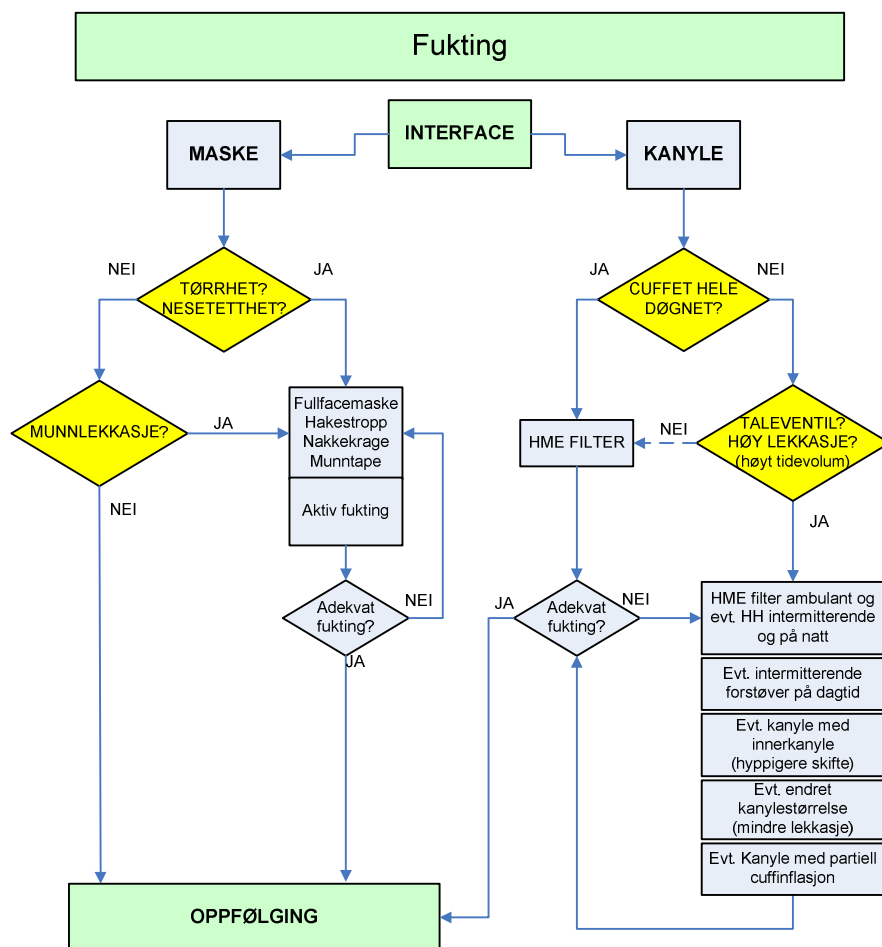 Fukting
INTERFACE
MASKE
KANYLE
NEI
JA
TØRRHET?
NESETETTHET?
JA
NEI
CUFFET HELE
DØGNET?
MUNNLEKKASJE?
JA
NEI
Fullfacemaske
Hakestropp
Nakkekrage
Munntape
Aktiv fukting
Adekvat
fukting?
NEI
JA
HME FILTER
NEI
TALEVENTIL?
HØY LEKKASJE?
(høyt tidevolum)
JA
JA
Adekvat
fukting?
NEI
HME filter ambulant og
evt. HH intermitterende
og på natt
Evt. intermitterende
forstøver på dagtid
Evt. kanyle med
innerkanyle
(hyppigere skifte)
Evt. endret
kanylestørrelse
(mindre lekkasje)
Evt. Kanyle med partiell
cuffinflasjon
OPPFØLGING